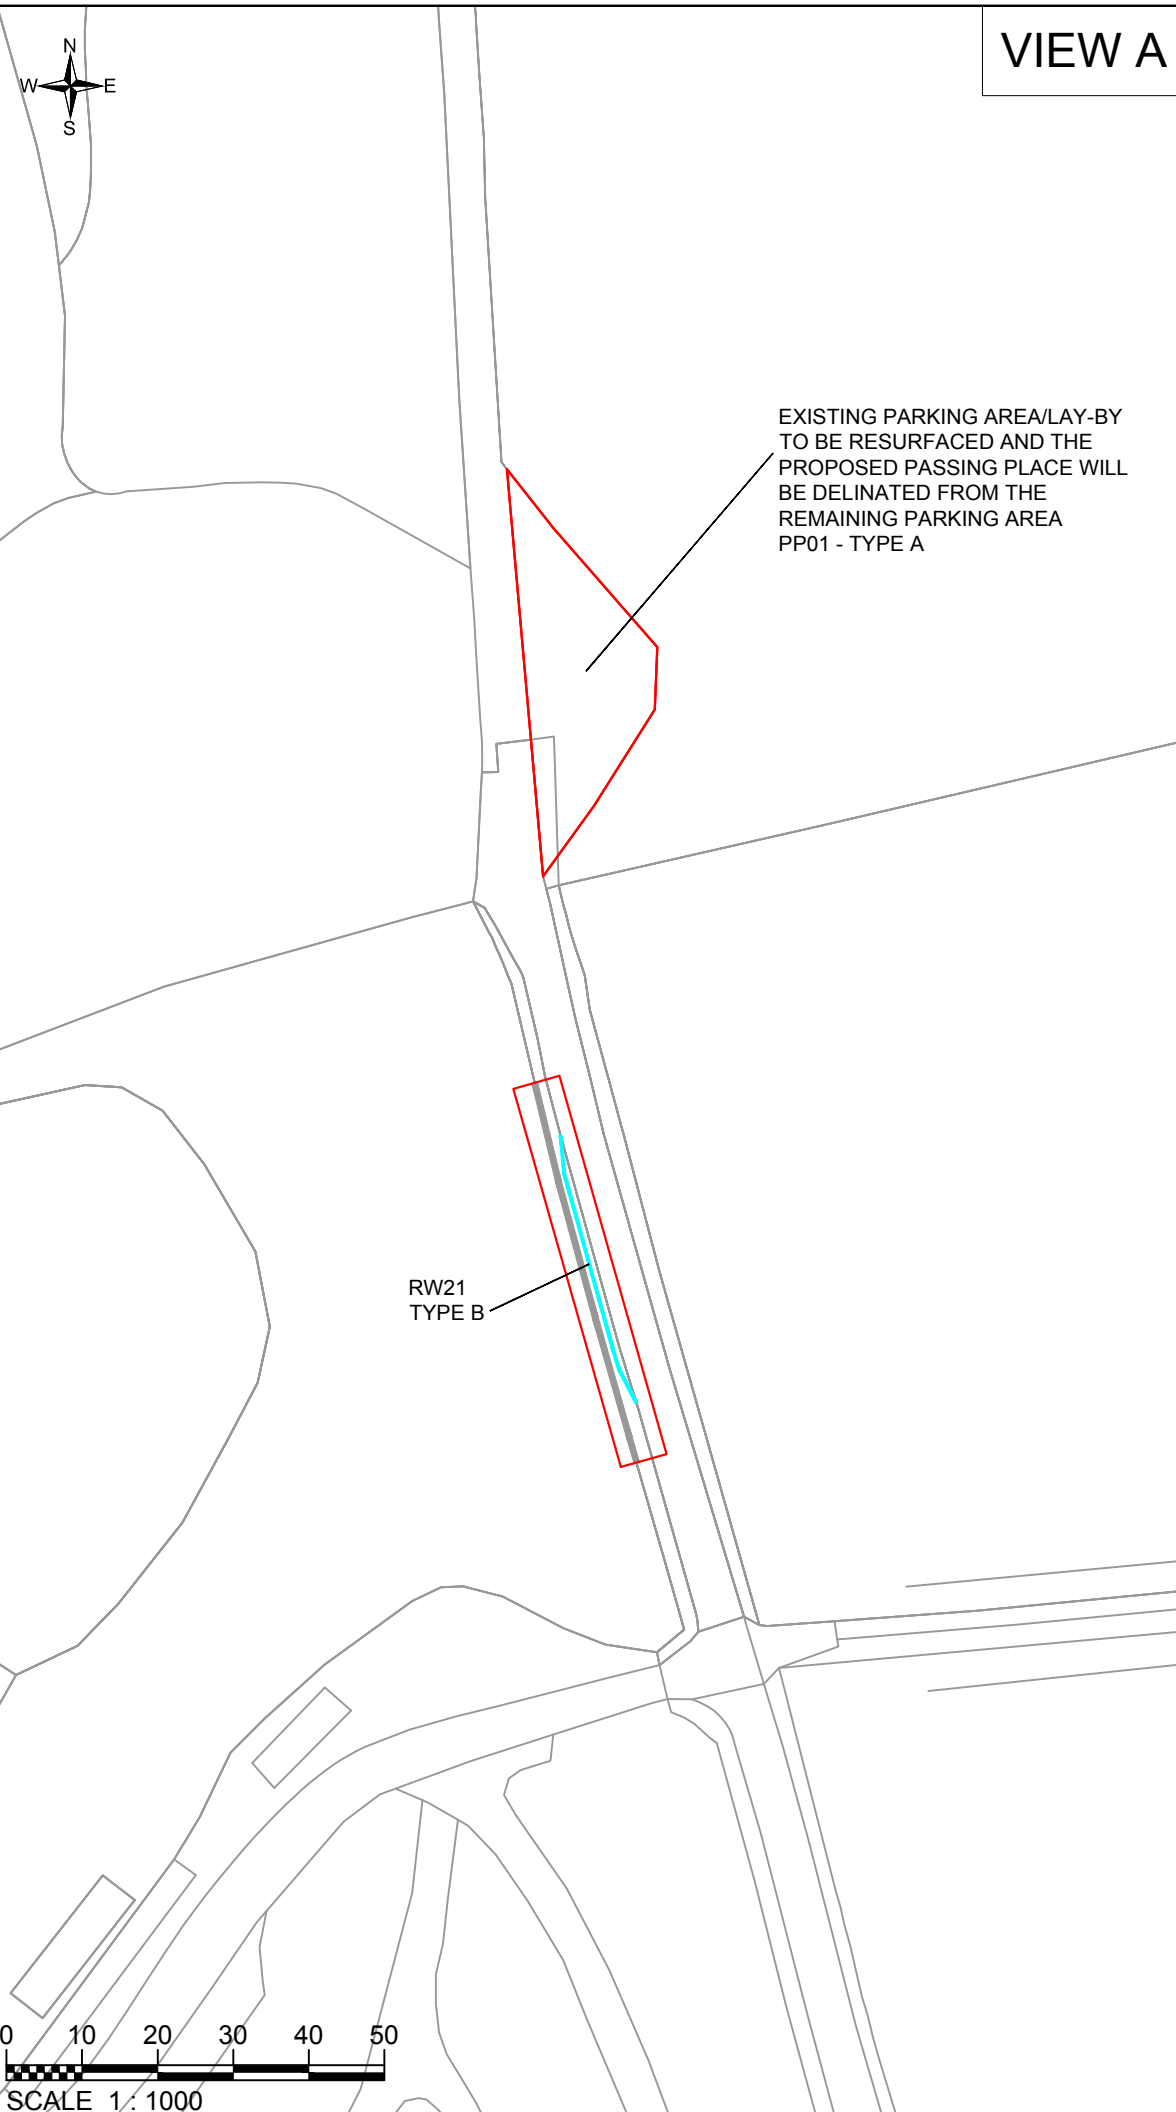 VIEW A
N
W E
S
EXISTING PARKING AREA/LAY-BY
TO BE RESURFACED AND THE
PROPOSED PASSING PLACE WILL
BE DELINATED FROM THE
REMAINING PARKING AREA
PP01 - TYPE A
RW21
TYPE B
0 10 20 30 40 50
SCALE 1 : 1000